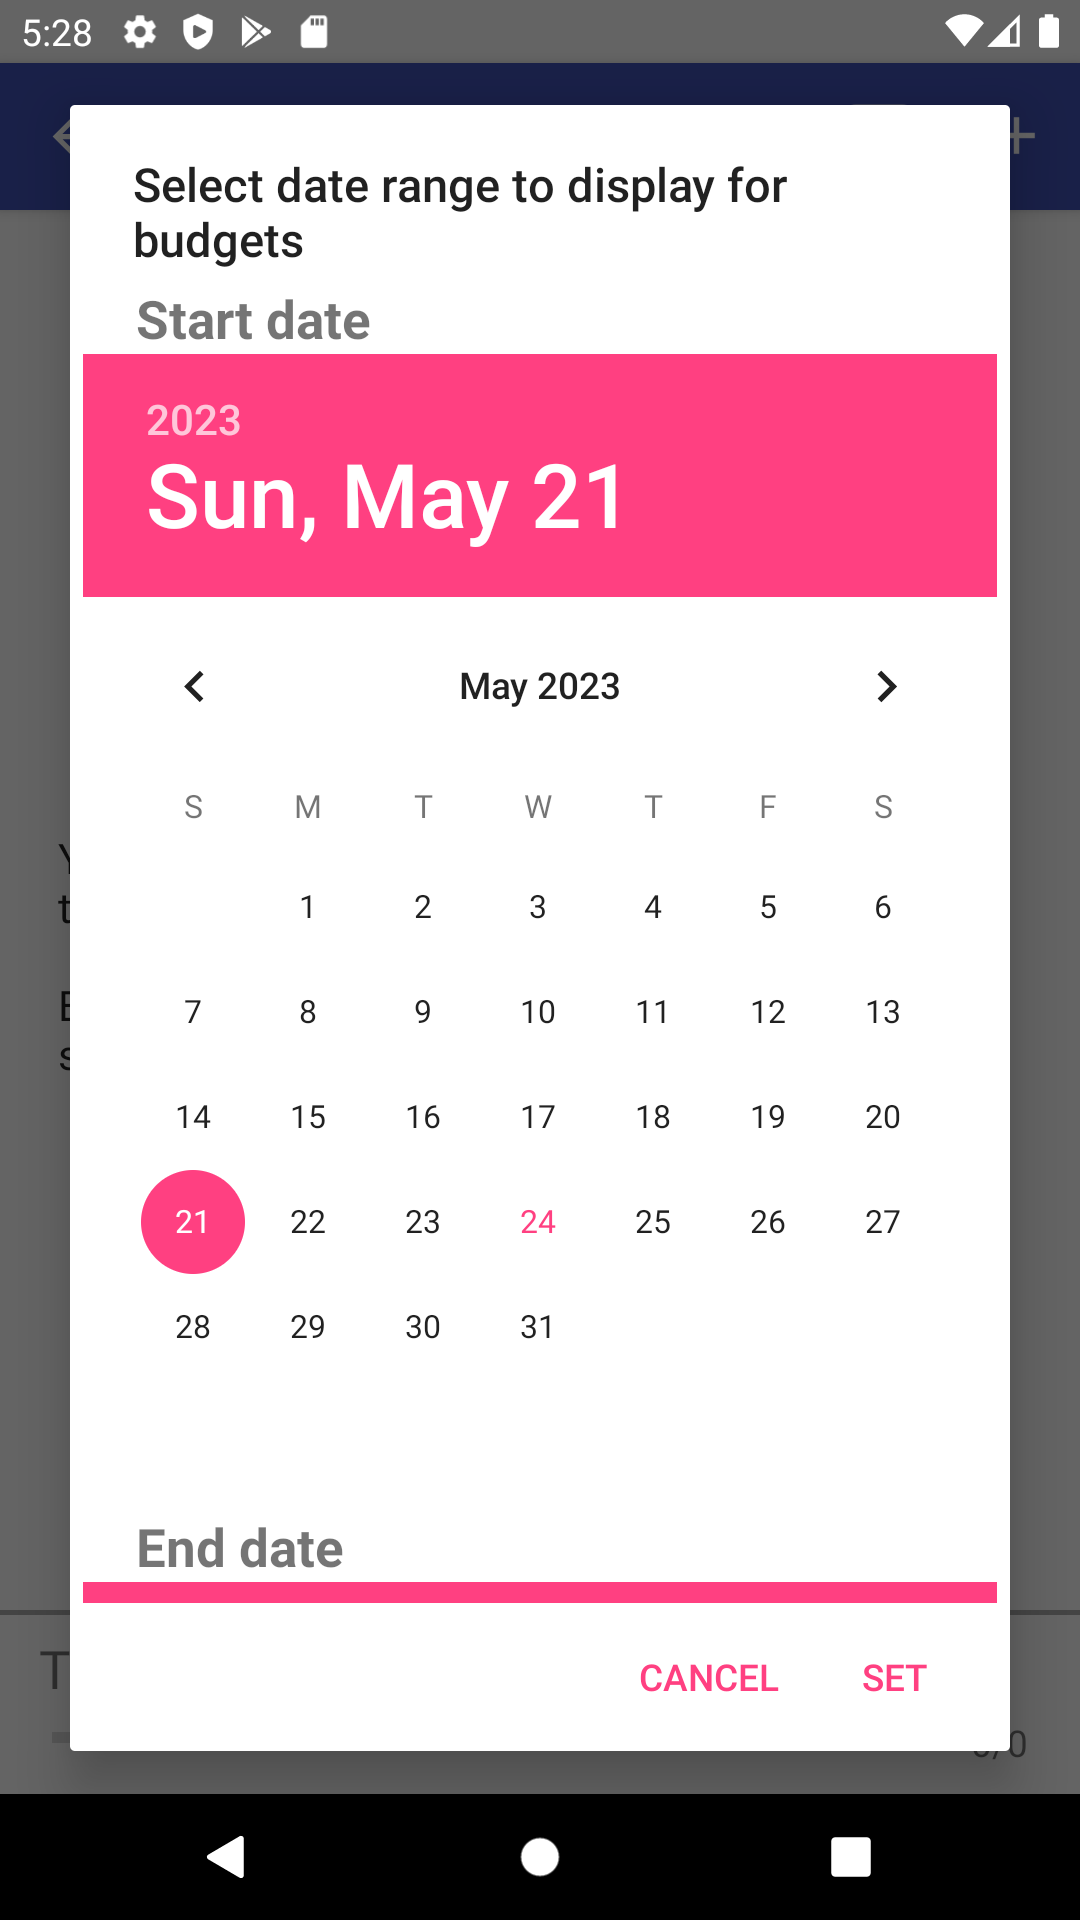 5:28
Select date range to display for
budgets
Start date
2023
Sun, May 21
May 2023
S M T W T F S
1 2 3 4 5 6
7 8 9 10 11 12 13
14 15 16 17 18 19 20
21 22 23 24 25 26 27
28 29 30 31
End date
CANCEL SET